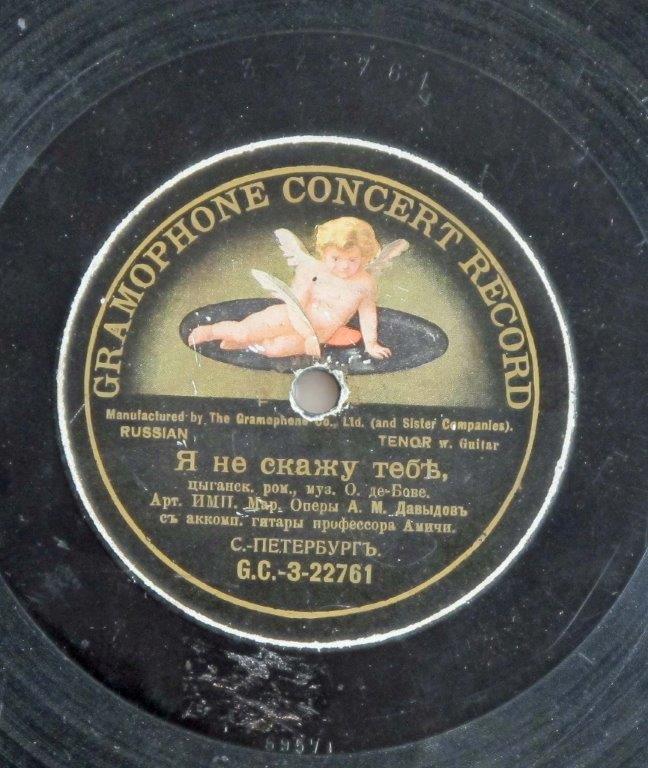 GRAMOPHONE CONCERT RECORD
Manufactured by The Gramophone Co., Ltd. (and Sister Companies).
RUSSIAN TENOR w. Guitar
Я не скажу тебѣ,
цыганск. ром., муз. О. де-Бове.
Арт. ИМП. Мар. Оперы А. М. Давыдовъ
съ аккомп. гитары профессора Амичи.
С.-ПЕТЕРБУРГЪ.
G.C.-3-22761